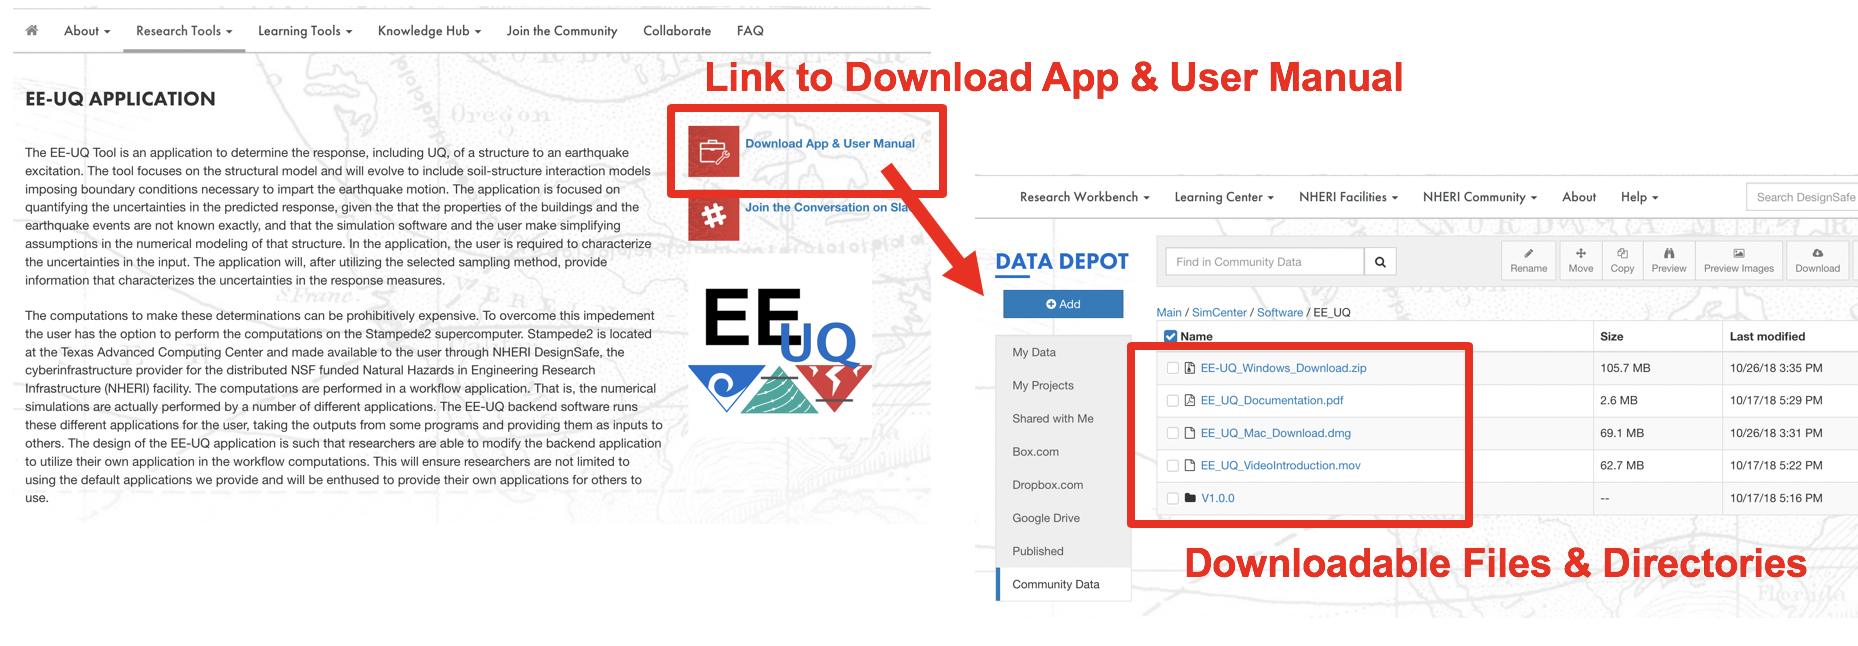 About
Research Tools
Learning Tools
Knowledge Hub
Join the Community
Collaborate
FAQ
Link to Download App & User Manual
EE-UQ APPLICATION
The EE-UQ Tool is an application to determine the response, including UQ, of a structure to an earthquake
excitation. The tool focuses on the structural model and will evolve to include soil-structure interaction models
imposing boundary conditions necessary to impart the earthquake motion. The application is focused on
quantifying the uncertainties in the predicted response, given the that the properties of the buildings and the
earthquake events are not known exactly, and that the simulation software and the user make simplifying
assumptions in the numerical modeling of that structure. In the application, the user is required to characterize
the uncertainties in the input. The application will, after utilizing the selected sampling method, provide
information that characterizes the uncertainties in the response measures.
The computations to make these determinations can be prohibitively expensive. To overcome this impedement
the user has the option to perform the computations on the Stampede2 supercomputer. Stampede2 is located
at the Texas Advanced Computing Center and made available to the user through NHERI DesignSafe, the
cyberinfrastructure provider for the distributed NSF funded Natural Hazards in Engineering Research
Infrastructure (NHERI) facility. The computations are performed in a workflow application. That is, the numerical
simulations are actually performed by a number of different applications. The EE-UQ backend software runs
these different applications for the user, taking the outputs from some programs and providing them as inputs to
others. The design of the EE-UQ application is such that researchers are able to modify the backend application
to utilize their own application in the workflow computations. This will ensure researchers are not limited to
using the default applications we provide and will be enthused to provide their own applications for others to
use.
Download App & User Manual
Join the Conversation on Sla
EE
UQ
Oregon
S. Franc.
Research Workbench
Learning Center
NHERI Facilities
NHERI Community
About
Help
Search DesignSafe
DATA DEPOT
Add
My Data
My Projects
Shared with Me
Box.com
Dropbox.com
Google Drive
Published
Community Data
Find in Community Data
Rename
Move
Copy
Preview
Preview Images
Download
Main / SimCenter / Software / EE_UQ
Name Size Last modified
EE-UQ_Windows_Download.zip 105.7 MB 10/26/18 3:35 PM
EE_UQ_Documentation.pdf 2.6 MB 10/17/18 5:29 PM
EE_UQ_Mac_Download.dmg 69.1 MB 10/26/18 3:31 PM
EE_UQ_VideoIntroduction.mov 62.7 MB 10/17/18 5:22 PM
V1.0.0 -- 10/17/18 5:16 PM
Downloadable Files & Directories
Florida